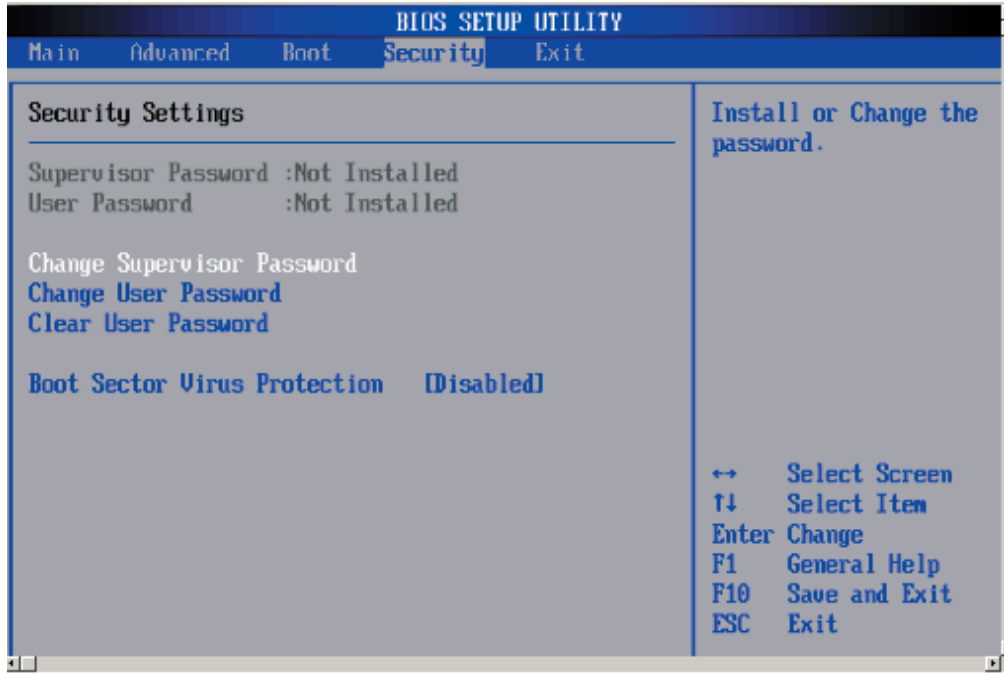 BIOS SETUP UTILITY
Main Advanced Boot Security Exit
Security Settings
Supervisor Password :Not Installed
User Password :Not Installed
Change Supervisor Password
Change User Password
Clear User Password
Boot Sector Virus Protection [Disabled]
Install or Change the
password.
↔ Select Screen
↑↓ Select Item
Enter Change
F1 General Help
F10 Save and Exit
ESC Exit